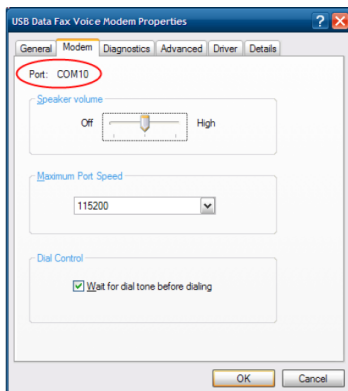 USB Data Fax Voice Modem Properties
General Modem Diagnostics Advanced Driver Details
Port: COM10
Speaker volume
Off High
Maximum Port Speed
115200
Dial Control
Wait for dial tone before dialing
OK Cancel